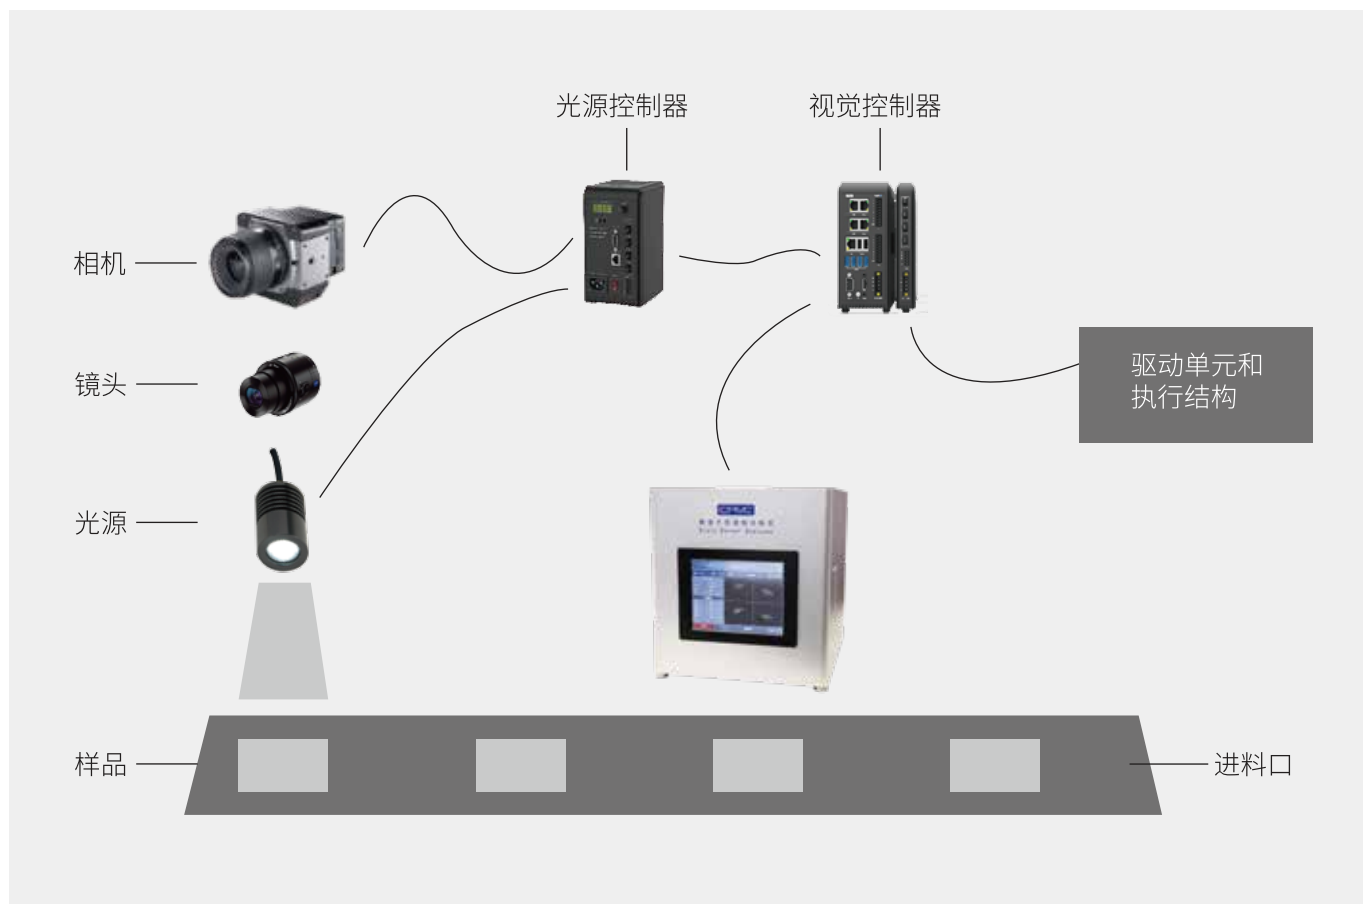 光源控制器
视觉控制器
相机
镜头
驱动单元和
执行结构
光源
样品
进料口